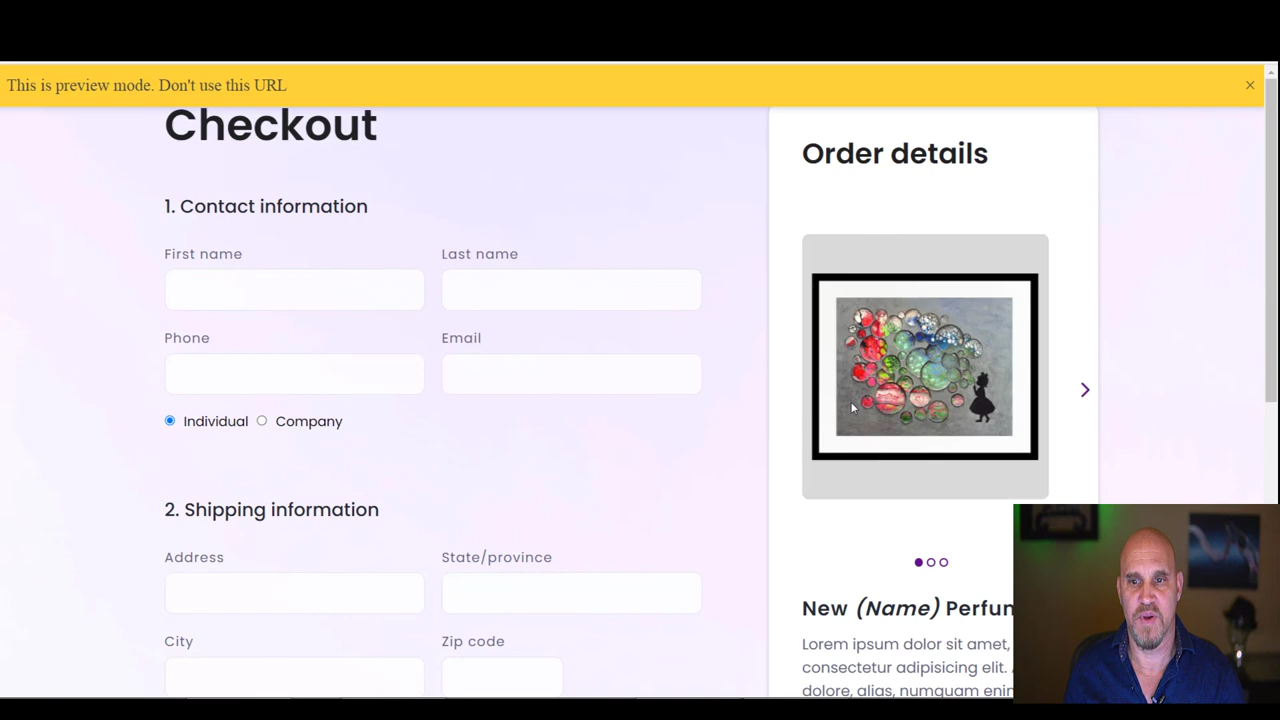 This is preview mode. Don't use this URL
×
Checkout
1. Contact information
First name
Last name
Phone
Email
Individual
Company
2. Shipping information
Address
State/province
City
Zip code
Order details
New (Name)
Lorem ipsum dolor sit amet,
consectetur adipisicing elit.
dolore, alias, numquam